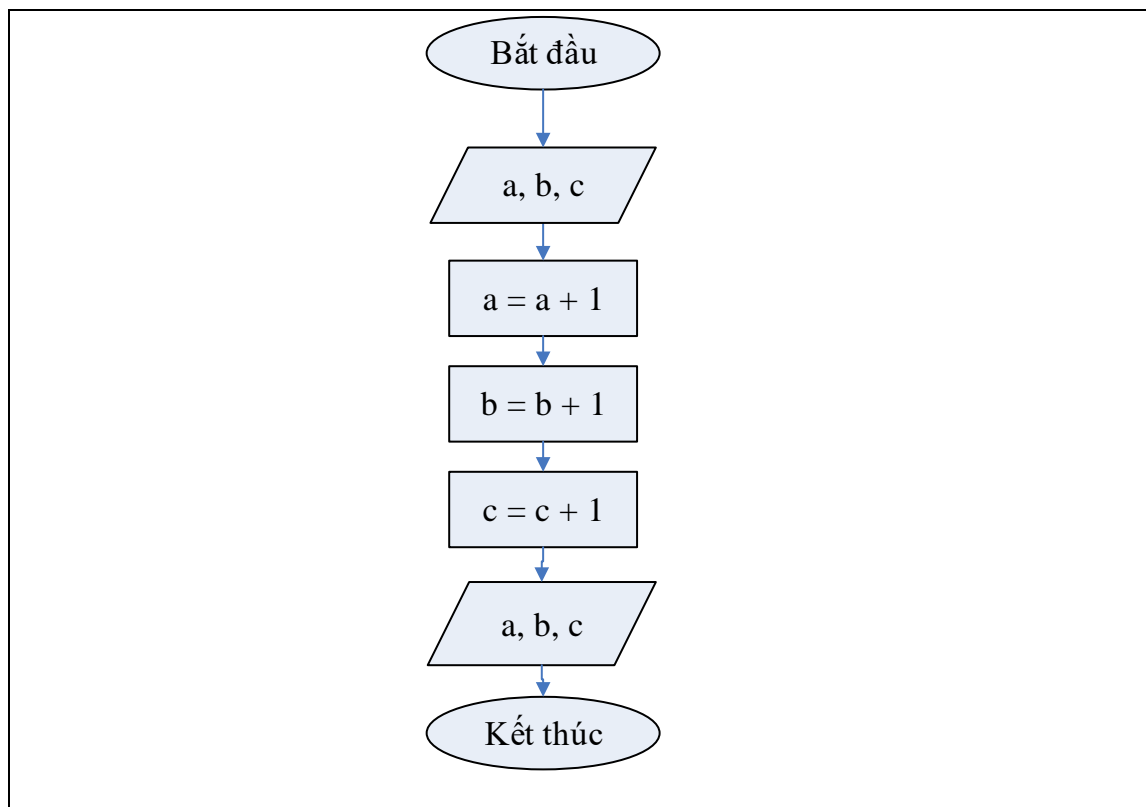 Bắt đầu
a, b, c
a = a + 1
b = b + 1
c = c + 1
a, b, c
Kết thúc